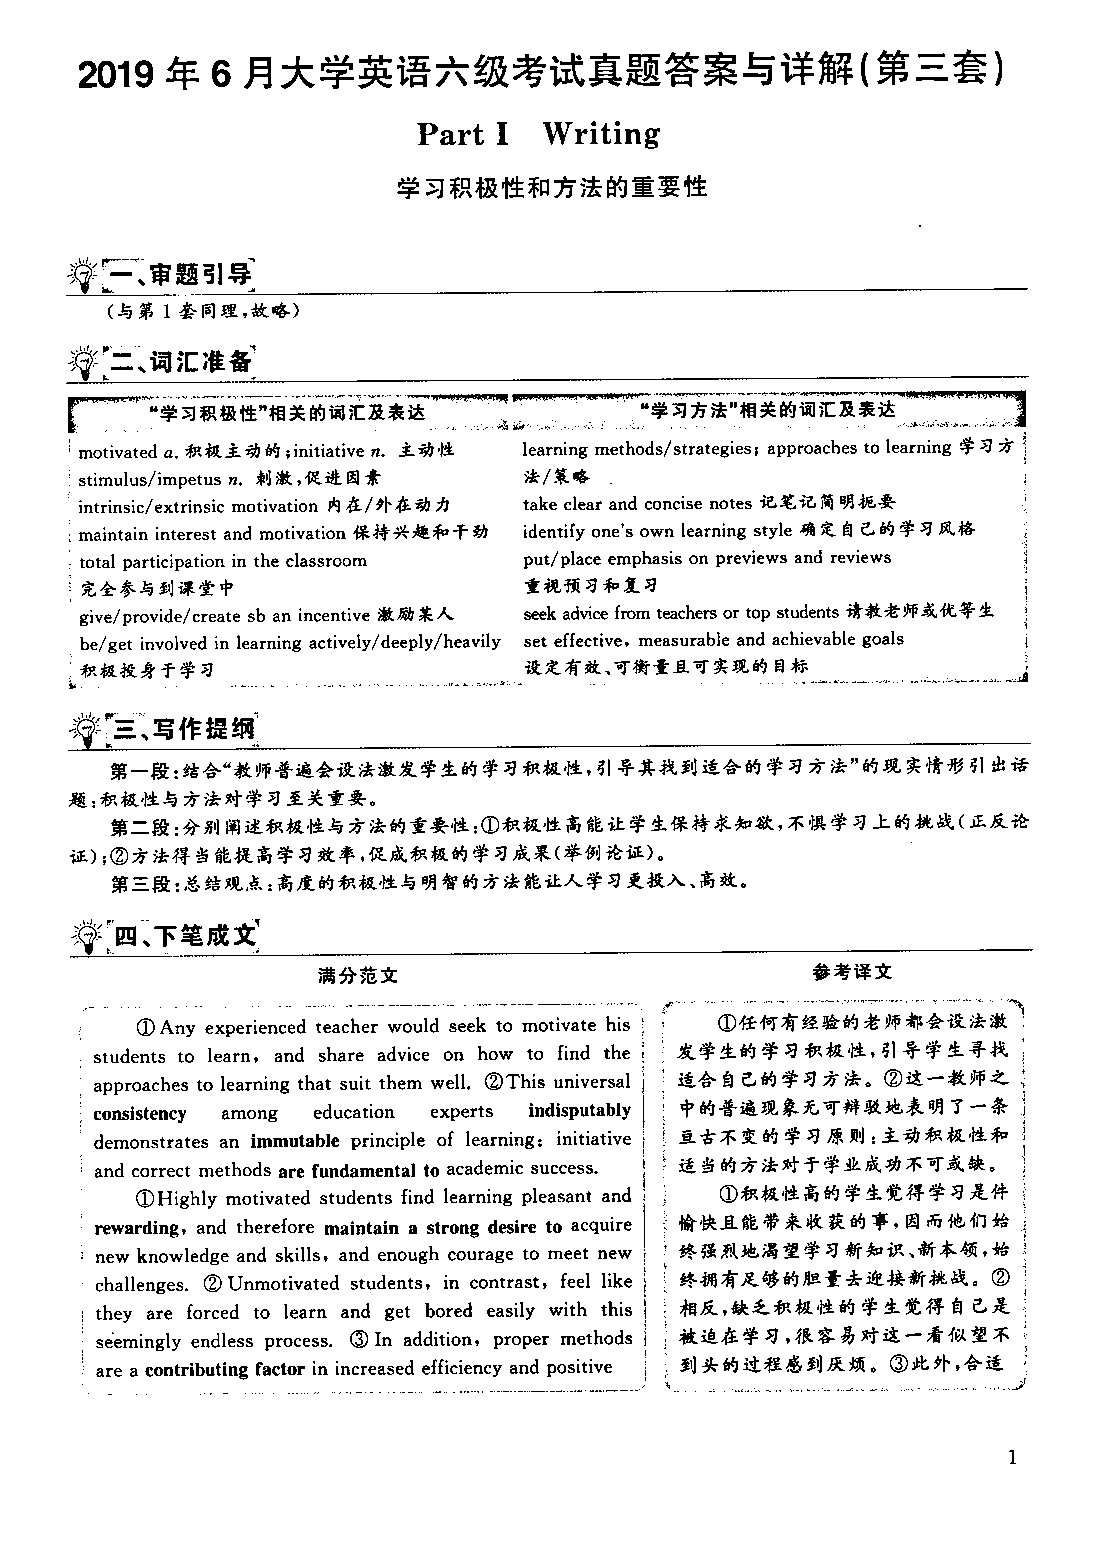 2019年6月大学英语六级考试真题答案与详解(第三套)
Part I Writing
学习积极性和方法的重要性
一、审题引导
(与第1套同理,故略)
二、词汇准备
“学习积极性”相关的词汇及表达
motivated a. 积极主动的;initiative n. 主动性
stimulus/impetus n. 刺激,促进因素
intrinsic/extrinsic motivation 内在/外在动力
maintain interest and motivation 保持兴趣和干劲
total participation in the classroom
完全参与到课堂中
give/provide/create sb an incentive 激励某人
be/get involved in learning actively/deeply/heavily
积极投身于学习
“学习方法”相关的词汇及表达
learning methods/strategies; approaches to learning 学习方
法/策略
take clear and concise notes 记笔记简明扼要
identify one's own learning style 确定自己的学习风格
put/place emphasis on previews and reviews
重视预习和复习
seek advice from teachers or top students 请教老师或优等生
set effective, measurable and achievable goals
设定有效、可衡量且可实现的目标
三、写作提纲
第一段:结合“教师普遍会设法激发学生的学习积极性,引导其找到适合的学习方法”的现实情形引出话
题:积极性与方法对学习至关重要。
第二段:分别阐述积极性与方法的重要性:①积极性高能让学生保持求知欲,不惧学习上的挑战(正反论
证);②方法得当能提高学习效率,促成积极的学习成果(举例论证)。
第三段:总结观点:高度的积极性与明智的方法能让人学习更投入、高效。
四、下笔成文
满分范文
①Any experienced teacher would seek to motivate his
students to learn, and share advice on how to find the
approaches to learning that suit them well. ②This universal
consistency among education experts indisputably
demonstrates an immutable principle of learning: initiative
and correct methods are fundamental to academic success.
①Highly motivated students find learning pleasant and
rewarding, and therefore maintain a strong desire to acquire
new knowledge and skills, and enough courage to meet new
challenges. ② Unmotivated students, in contrast, feel like
they are forced to learn and get bored easily with this
seemingly endless process. ③ In addition, proper methods
are a contributing factor in increased efficiency and positive
参考译文
①任何有经验的老师都会设法激
发学生的学习积极性,引导学生寻找
适合自己的学习方法。②这一教师之
中的普遍现象无可辩驳地表明了一条
亘古不变的学习原则:主动积极性和
适当的方法对于学业成功不可或缺。
①积极性高的学生觉得学习是件
愉快且能带来收获的事,因而他们始
终强烈地渴望学习新知识、新本领,始
终拥有足够的胆量去迎接新挑战。②
相反,缺乏积极性的学生觉得自己是
被迫在学习,很容易对这一看似望不
到头的过程感到厌烦。③此外,合适
1